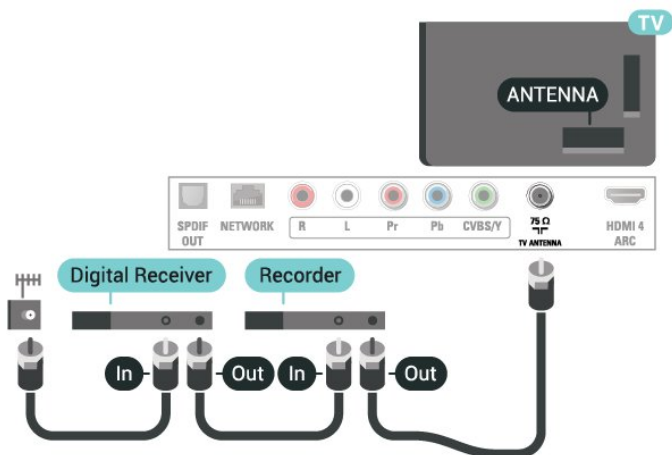 TV
ANTENNA
SPDIF OUT
NETWORK
R
L
Pr
Pb
CVBS/Y
75 Ω
TV ANTENNA
HDMI 4 ARC
Digital Receiver
Recorder
In
Out
In
Out